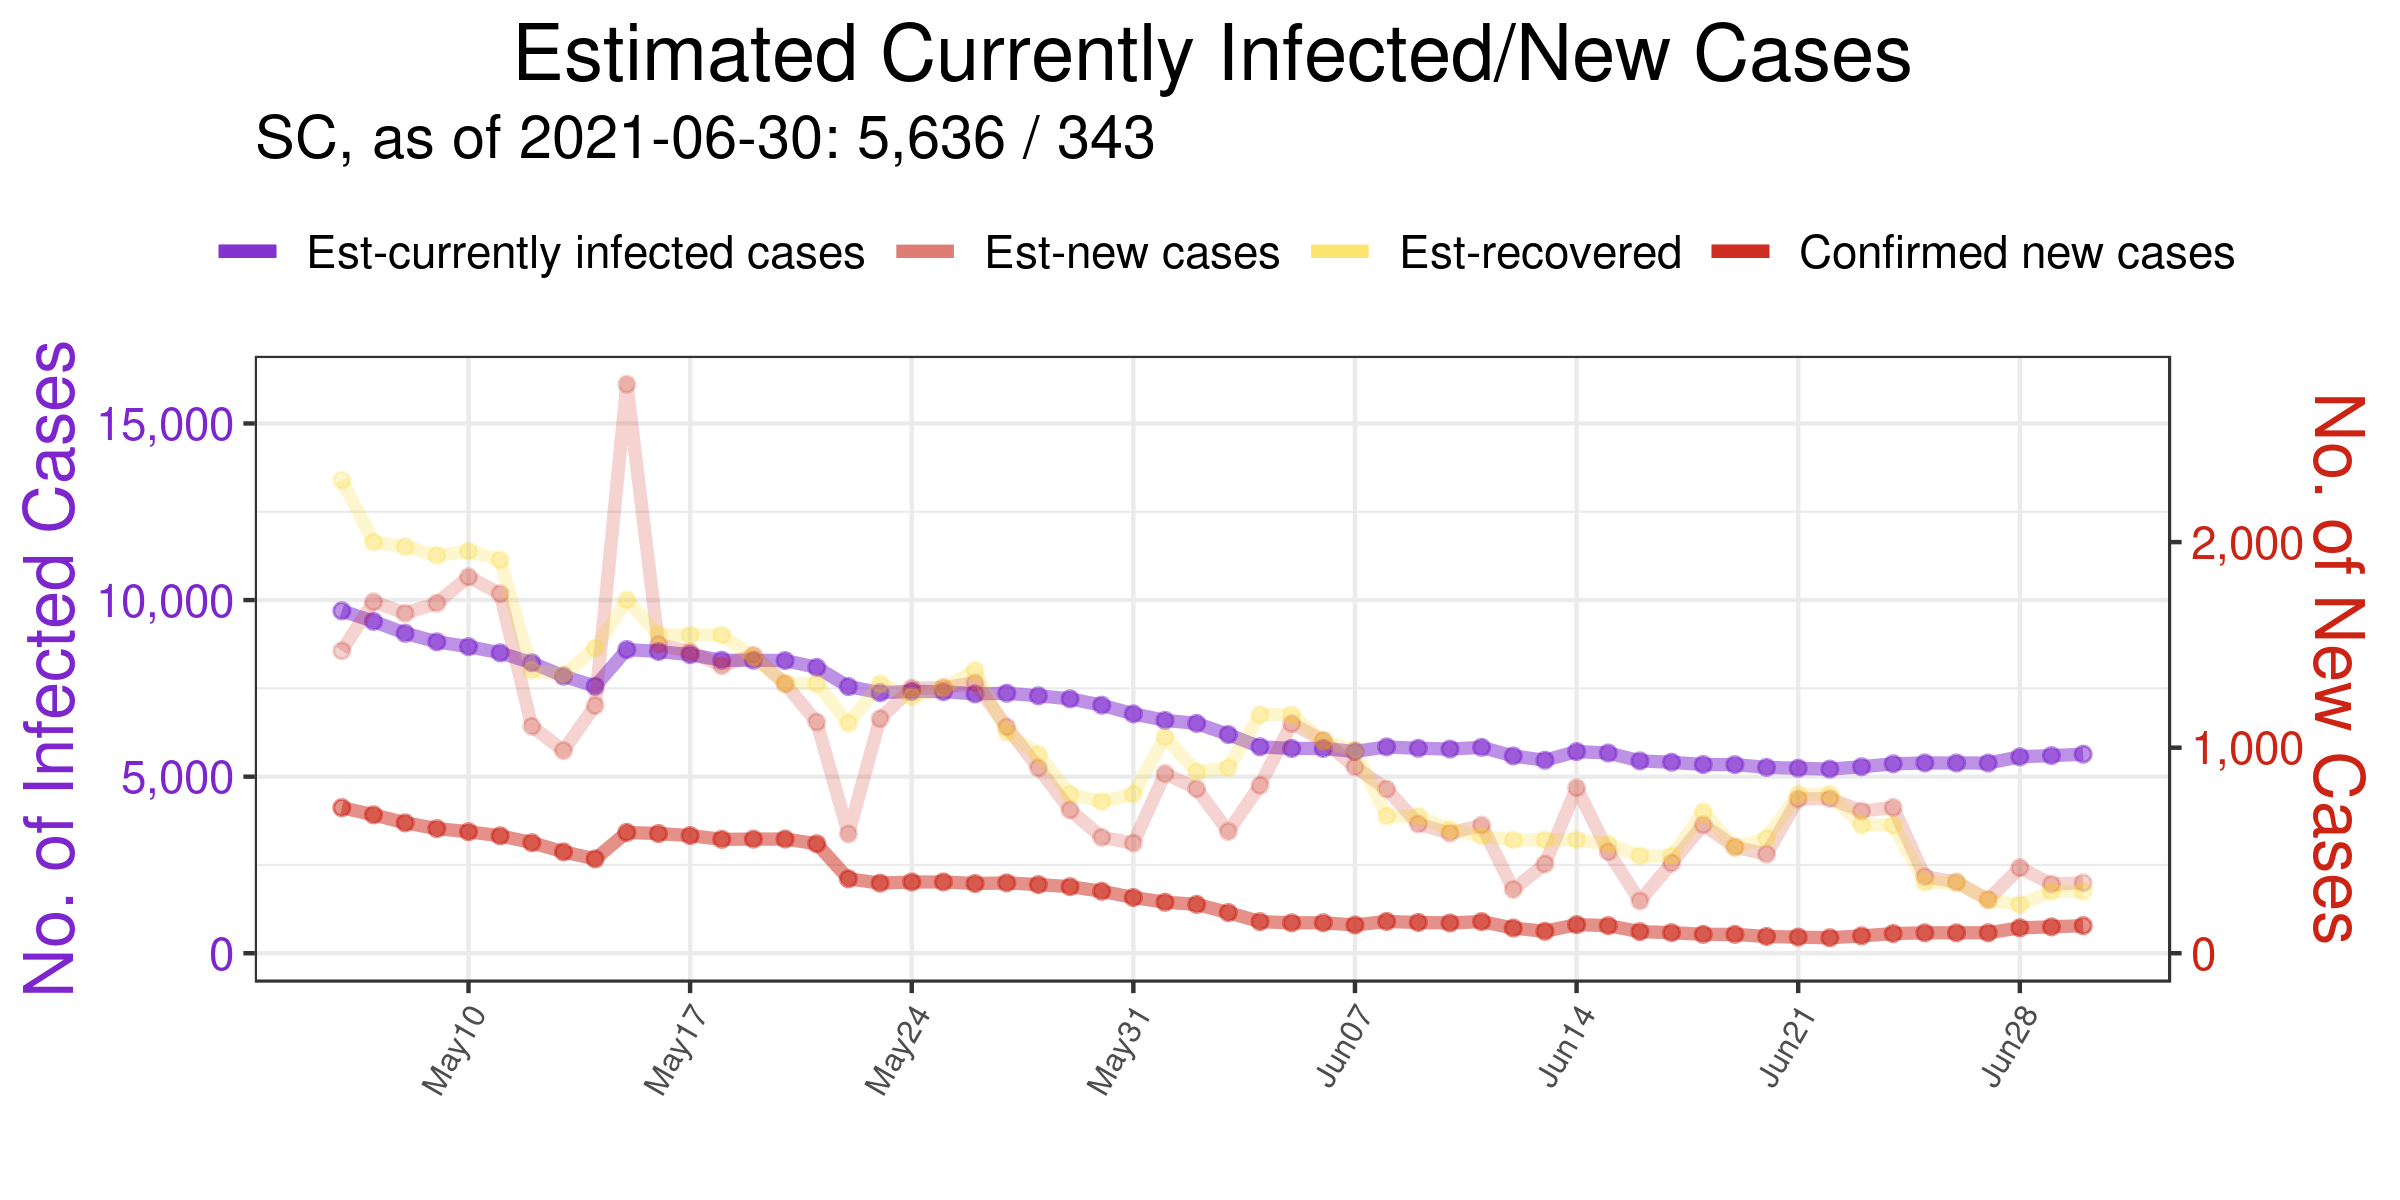 Estimated Currently Infected/New Cases
SC, as of 2021-06-30: 5,636 / 343
Est-currently infected cases Est-new cases Est-recovered Confirmed new cases
No. of Infected Cases
15,000
10,000
5,000
0
2,000
1,000
0
No. of New Cases
May10 May17 May24 May31 Jun07 Jun14 Jun21 Jun28